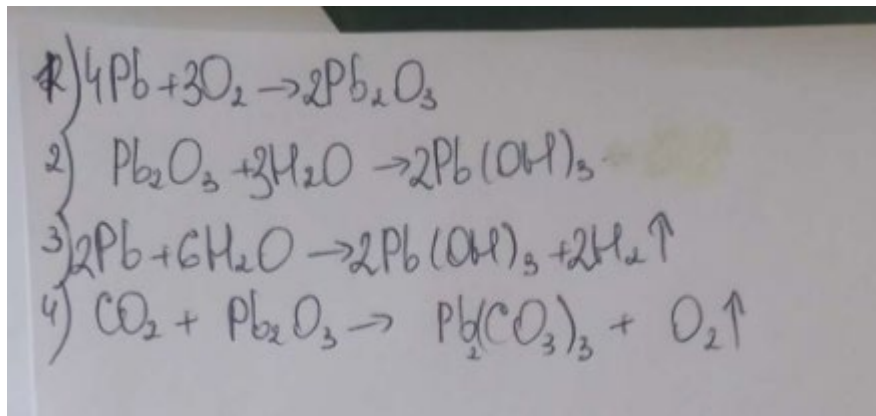 1) 4Pb + 3O₂ → 2Pb₂O₃
2) Pb₂O₃ + 3H₂O → 2Pb(OH)₃
3) 2Pb + 6H₂O → 2Pb(OH)₃ + 2H₂↑
4) CO₂ + Pb₂O₃ → Pb₂(CO₃)₃ + O₂↑